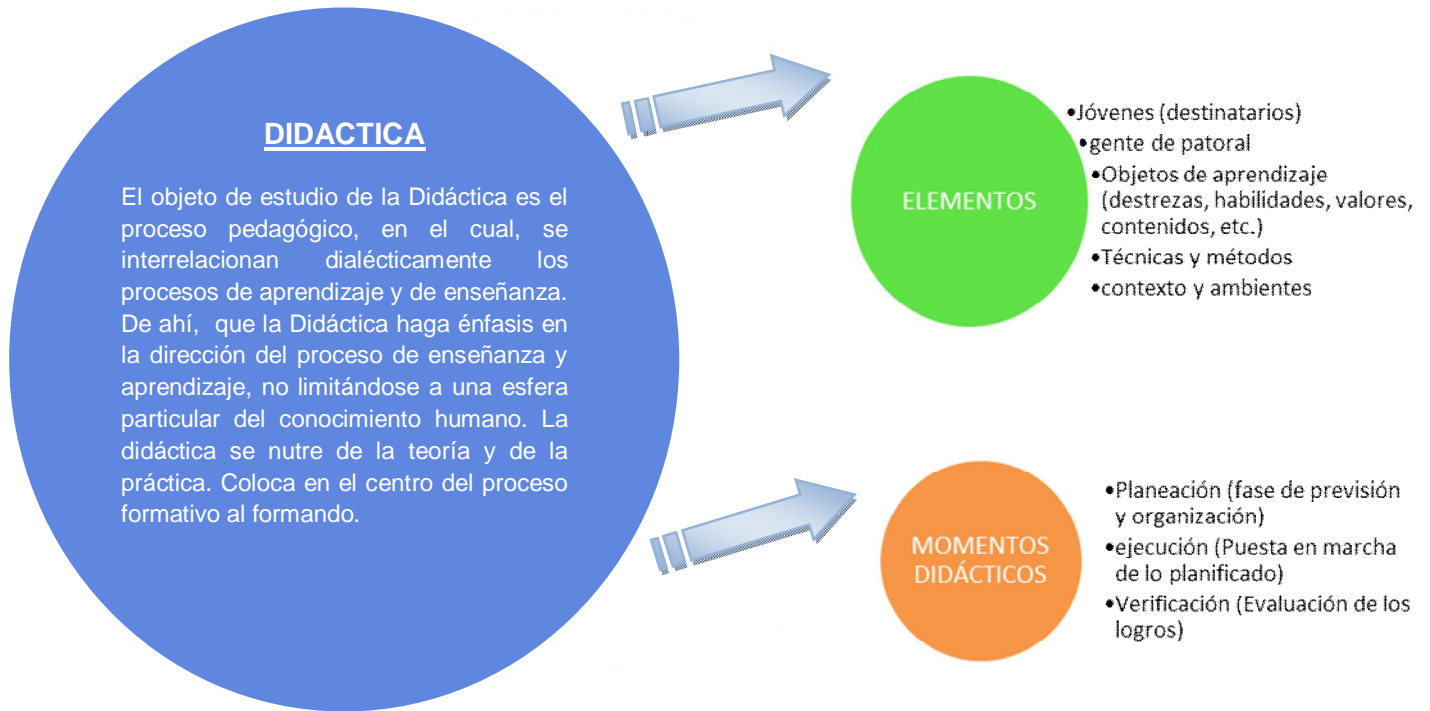 DIDACTICA
El objeto de estudio de la Didáctica es el
proceso pedagógico, en el cual, se
interrelacionan dialécticamente los
procesos de aprendizaje y de enseñanza.
De ahí, que la Didáctica haga énfasis en
la dirección del proceso de enseñanza y
aprendizaje, no limitándose a una esfera
particular del conocimiento humano. La
didáctica se nutre de la teoría y de la
práctica. Coloca en el centro del proceso
formativo al formando.
ELEMENTOS
•Jóvenes (destinatarios)
•gente de patoral
•Objetos de aprendizaje
(destrezas, habilidades, valores,
contenidos, etc.)
•Técnicas y métodos
•contexto y ambientes
MOMENTOS
DIDÁCTICOS
•Planeación (fase de previsión
y organización)
•ejecución (Puesta en marcha
de lo planificado)
•Verificación (Evaluación de los
logros)